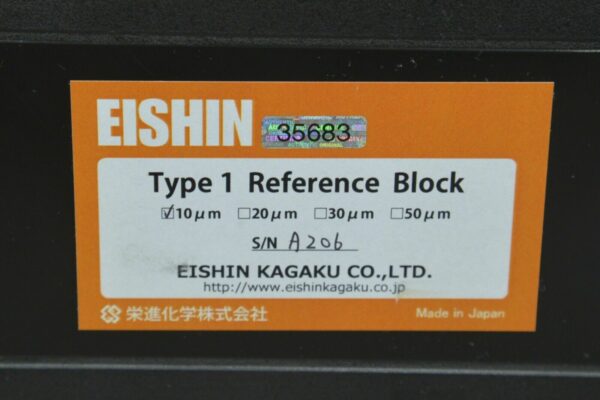 EISHIN
35683
Type 1 Reference Block
☑10μm □20μm □30μm □50μm
S/N A206
EISHIN KAGAKU CO.,LTD.
http://www.eishinkagaku.co.jp
栄進化学株式会社
Made in Japan